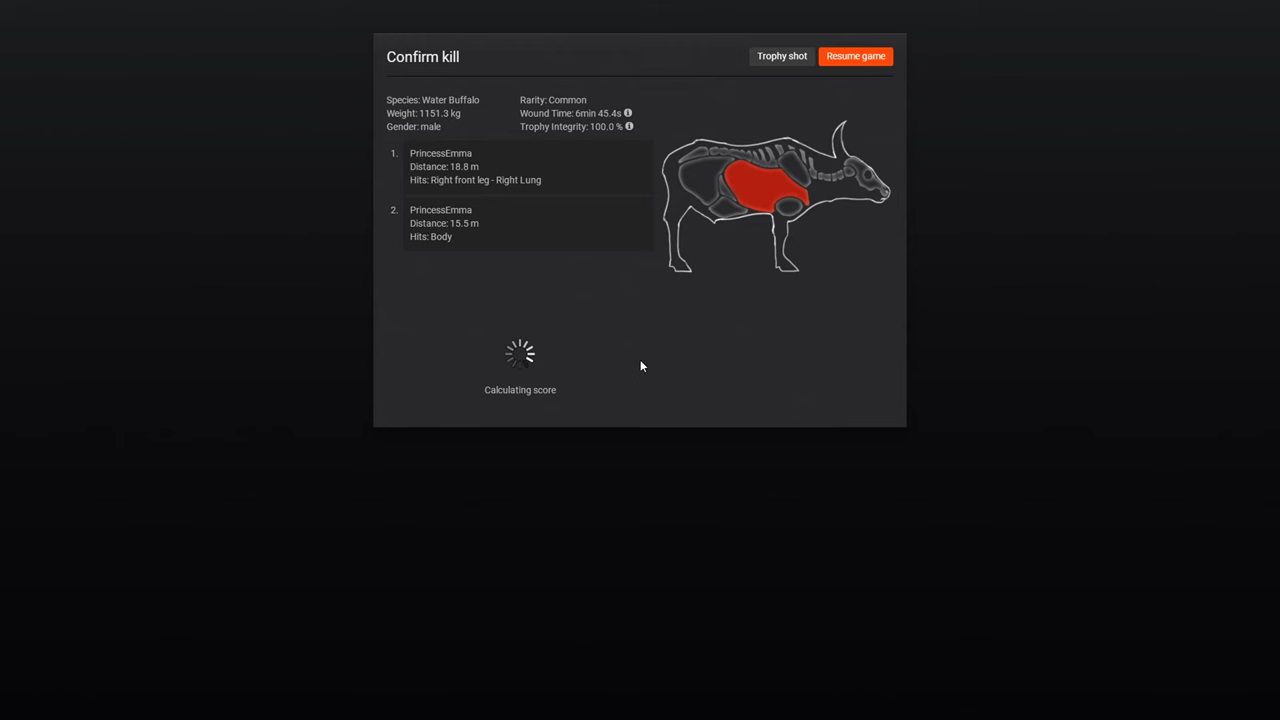 Confirm kill
Trophy shot
Resume game
Species: Water Buffalo
Weight: 1151.3 kg
Gender: male
Rarity: Common
Wound Time: 6min 45.4s
Trophy Integrity: 100.0 %
1.
PrincessEmma
Distance: 18.8 m
Hits: Right front leg - Right Lung
2.
PrincessEmma
Distance: 15.5 m
Hits: Body
Calculating score